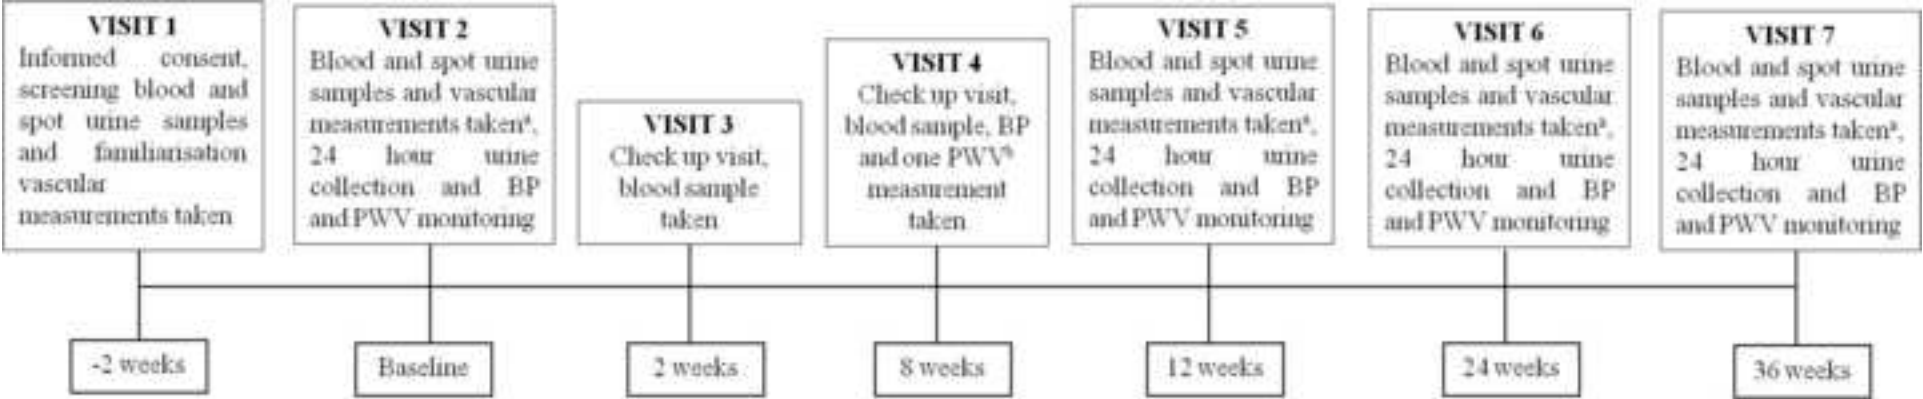 VISIT 1
Informed consent,
screening blood and
spot urine samples
and familiarisation
vascular
measurements taken
VISIT 2
Blood and spot urine
samples and vascular
measurements takenᵃ,
24 hour urine
collection and BP
and PWV monitoring
VISIT 3
Check up visit,
blood sample
taken
VISIT 4
Check up visit,
blood sample, BP
and one PWVᵇ
measurement
taken
VISIT 5
Blood and spot urine
samples and vascular
measurements takenᵃ,
24 hour urine
collection and BP
and PWV monitoring
VISIT 6
Blood and spot urine
samples and vascular
measurements takenᵃ,
24 hour urine
collection and BP
and PWV monitoring
VISIT 7
Blood and spot urine
samples and vascular
measurements takenᵃ,
24 hour urine
collection and BP
and PWV monitoring
-2 weeks
Baseline
2 weeks
8 weeks
12 weeks
24 weeks
36 weeks